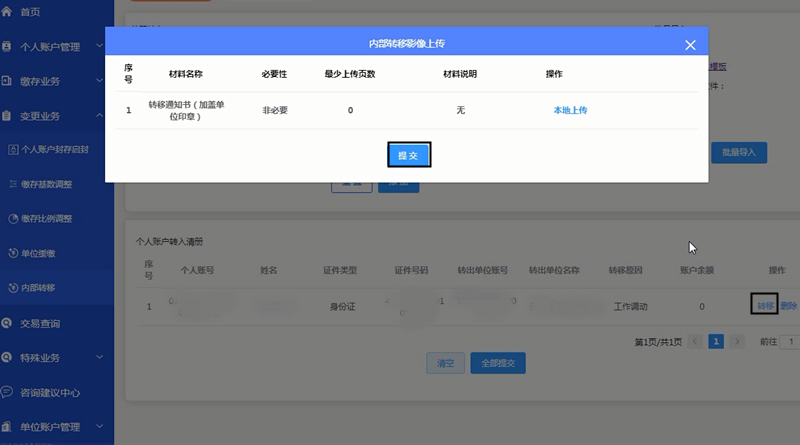 首页
个人账户管理
缴存业务
变更业务
个人账户封存启封
缴存基数调整
缴存比例调整
单位缓缴
内部转移
交易查询
特殊业务
咨询建议中心
单位账户管理
内部转移影像上传
序号 材料名称 必要性 最少上传页数 材料说明 操作
1 转移通知书（加盖单位印章） 非必要 0 无 本地上传
提交
模版
件：
批量导入
个人账户转入清册
序号 个人账号 姓名 证件类型 证件号码 转出单位账号 转出单位名称 转移原因 账户余额 操作
1 身份证 工作调动 0 转移 删除
第1页/共1页 1 前往 1
清空 全部提交